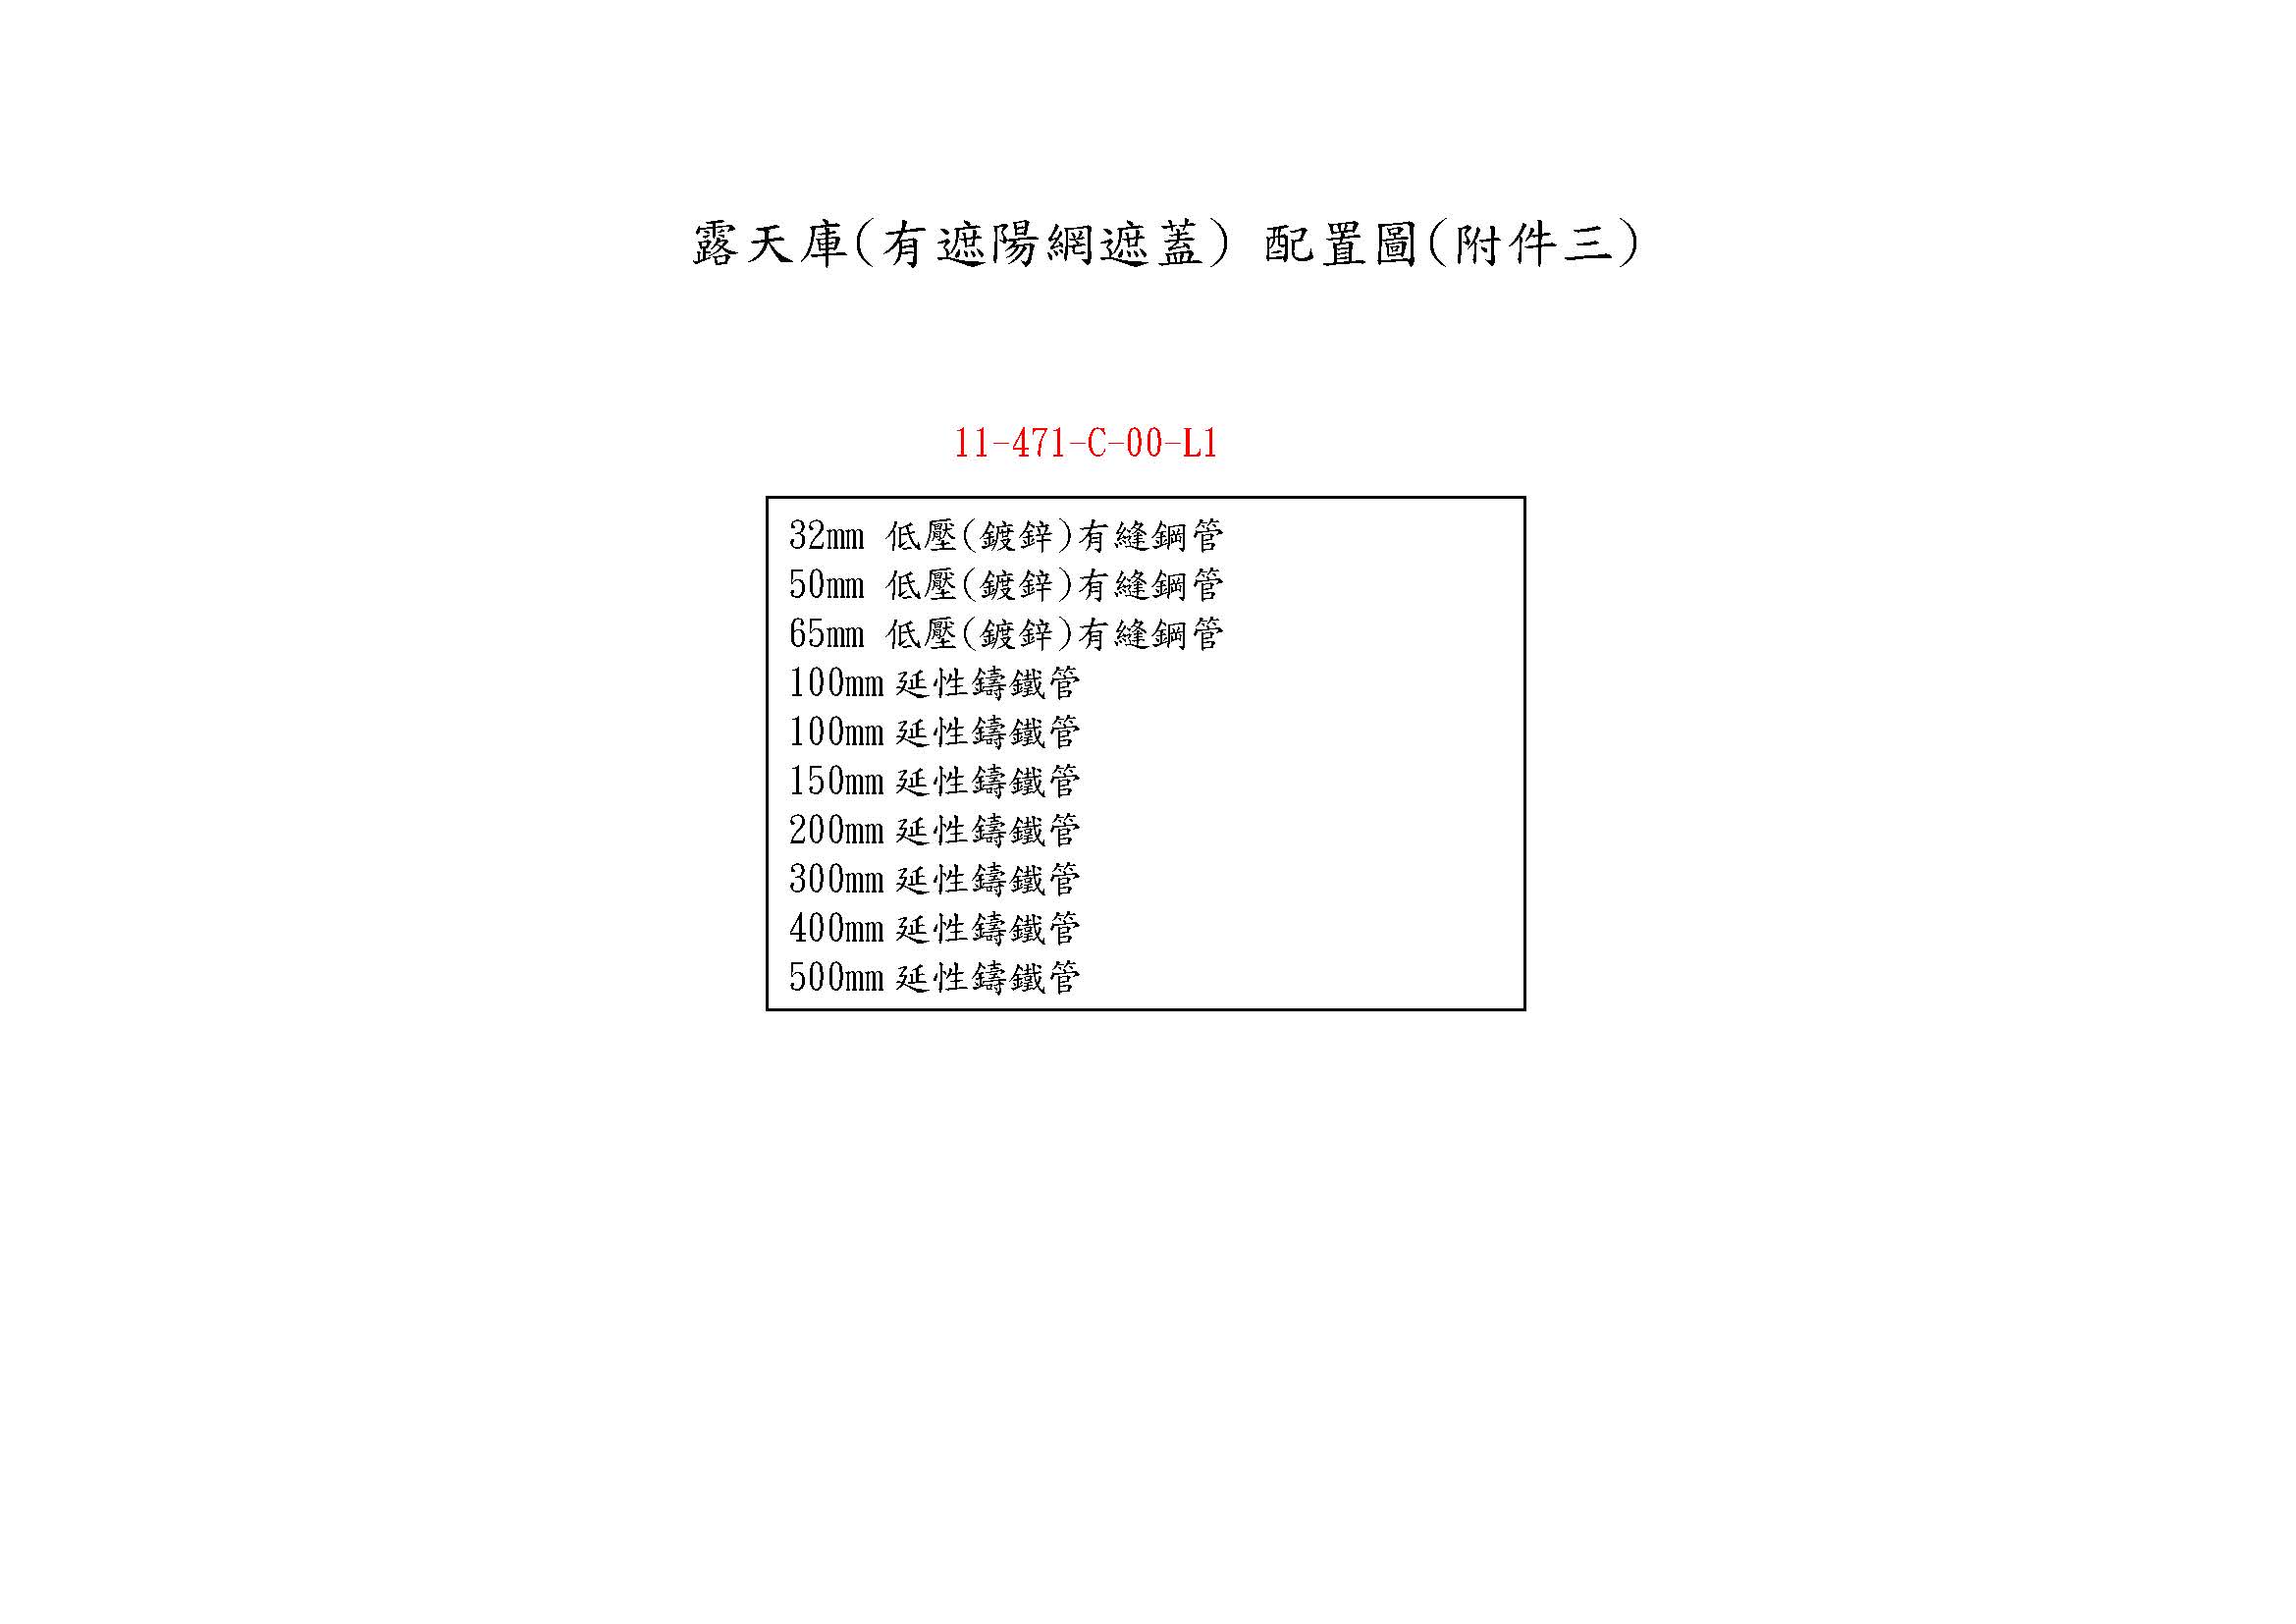 露天庫(有遮陽網遮蓋) 配置圖(附件三)
11-471-C-00-L1
32mm 低壓(鍍鋅)有縫鋼管
50mm 低壓(鍍鋅)有縫鋼管
65mm 低壓(鍍鋅)有縫鋼管
100mm 延性鑄鐵管
100mm 延性鑄鐵管
150mm 延性鑄鐵管
200mm 延性鑄鐵管
300mm 延性鑄鐵管
400mm 延性鑄鐵管
500mm 延性鑄鐵管